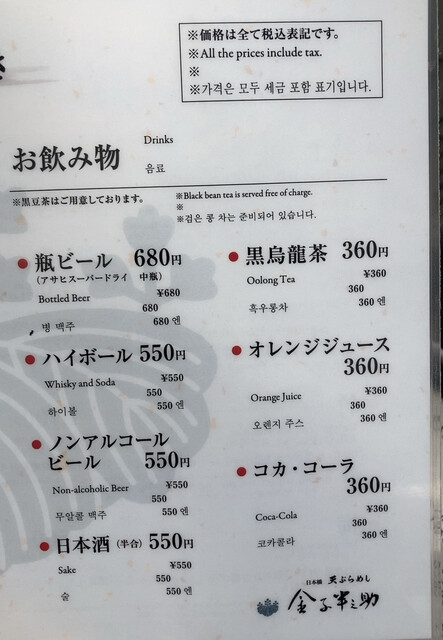 ※価格は全て税込表記です。
※All the prices include tax.
※
※가격은 모두 세금 포함 표기입니다.
お飲み物
Drinks
음료
※黒豆茶はご用意しております。
※Black bean tea is served free of charge.
※
※검은 콩 차는 준비되어 있습니다.
瓶ビール 680円
（アサヒスーパードライ 中瓶）
Bottled Beer ¥680
680
병 맥주 680 엔
ハイボール 550円
Whisky and Soda ¥550
550
하이볼 550 엔
ノンアルコール
ビール 550円
Non-alcoholic Beer ¥550
550
무알콜 맥주 550 엔
日本酒（半合）550円
Sake ¥550
550
술 550 엔
黒烏龍茶 360円
Oolong Tea ¥360
360
흑우롱차 360 엔
オレンジジュース
360円
Orange Juice ¥360
360
오렌지 주스 360 엔
コカ・コーラ
360円
Coca-Cola ¥360
360
코카콜라 360 엔
日本橋 天ぷらめし
金子半之助